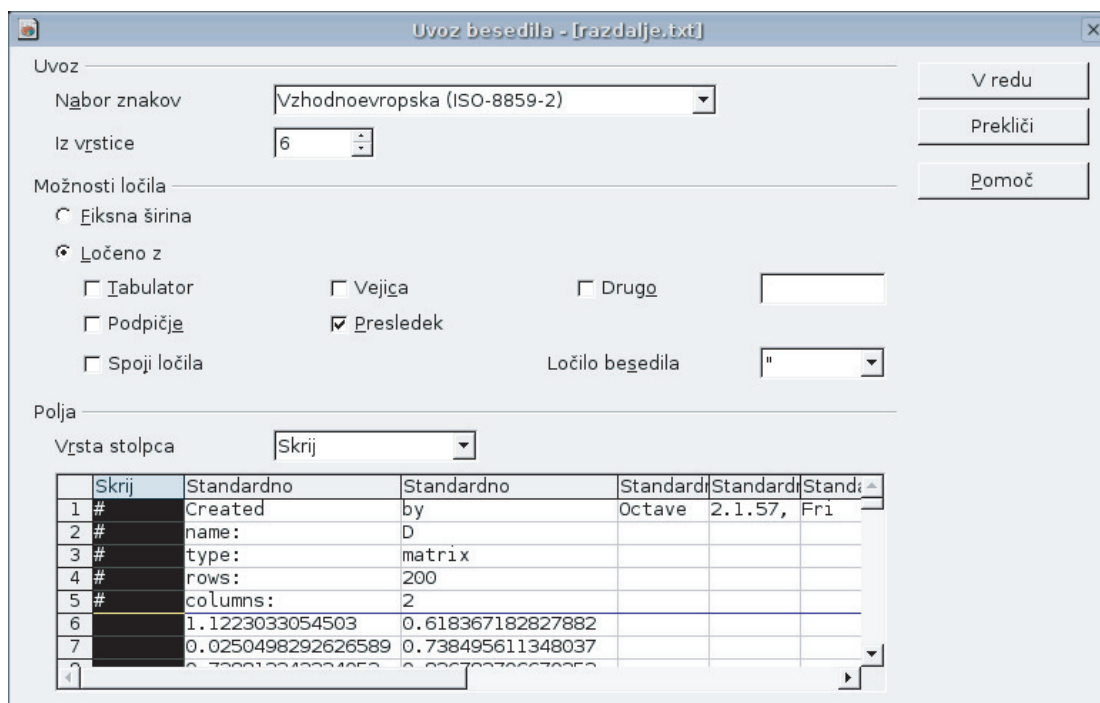 Uvoz besedila - [razdalje.txt]
Uvoz
Nabor znakov Vzhodnoevropska (ISO-8859-2)
Iz vrstice 6
V redu
Prekliči
Pomoč
Možnosti ločila
Fiksna širina
Ločeno z
Tabulator Vejica Drugo
Podpičje Presledek
Spoji ločila Ločilo besedila "
Polja
Vrsta stolpca Skrij
Skrij Standardno Standardno Standardn Standardn Standa
1 # Created by Octave 2.1.57, Fri
2 # name: D
3 # type: matrix
4 # rows: 200
5 # columns: 2
6 1.1223033054503 0.618367182827882
7 0.0250498292626589 0.738495611348037